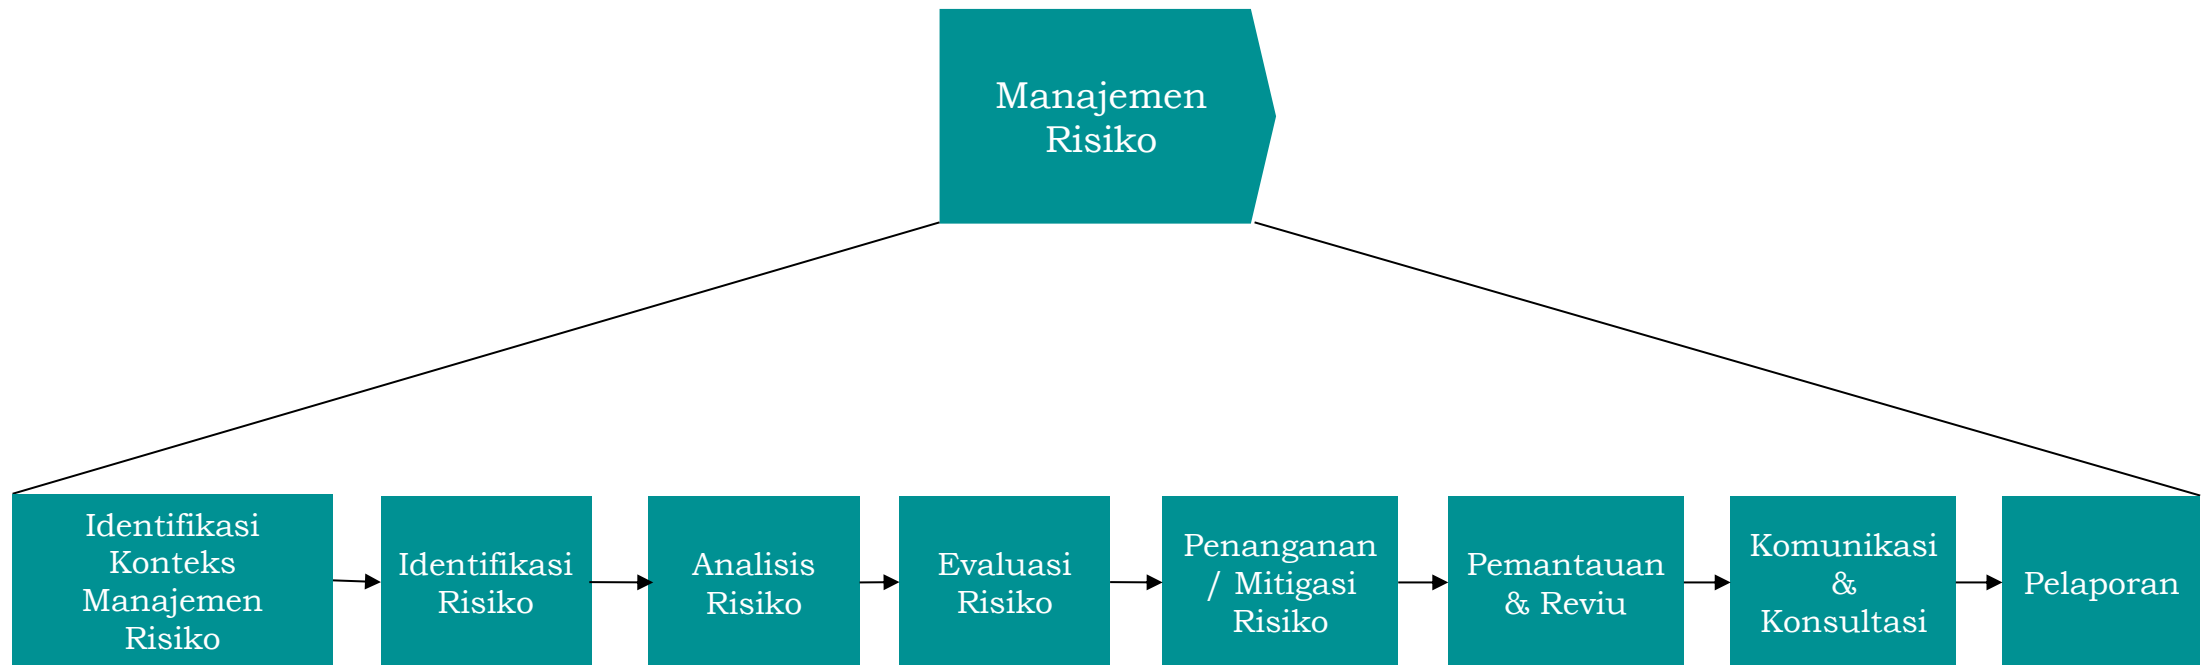 Manajemen
Risiko
Identifikasi
Konteks
Manajemen
Risiko
Identifikasi
Risiko
Analisis
Risiko
Evaluasi
Risiko
Penanganan
/ Mitigasi
Risiko
Pemantauan
& Reviu
Komunikasi
&
Konsultasi
Pelaporan